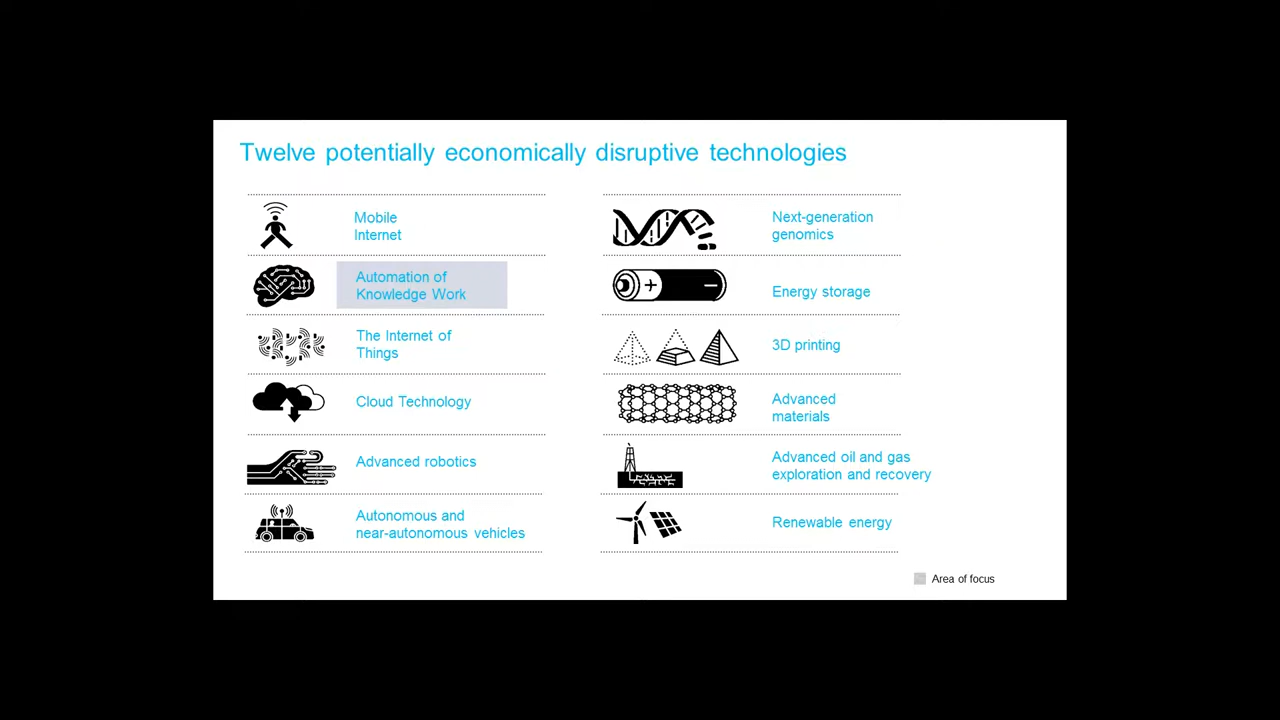 Twelve potentially economically disruptive technologies
Mobile
Internet
Automation of
Knowledge Work
The Internet of
Things
Cloud Technology
Advanced robotics
Autonomous and
near-autonomous vehicles
Next-generation
genomics
Energy storage
3D printing
Advanced
materials
Advanced oil and gas
exploration and recovery
Renewable energy
Area of focus